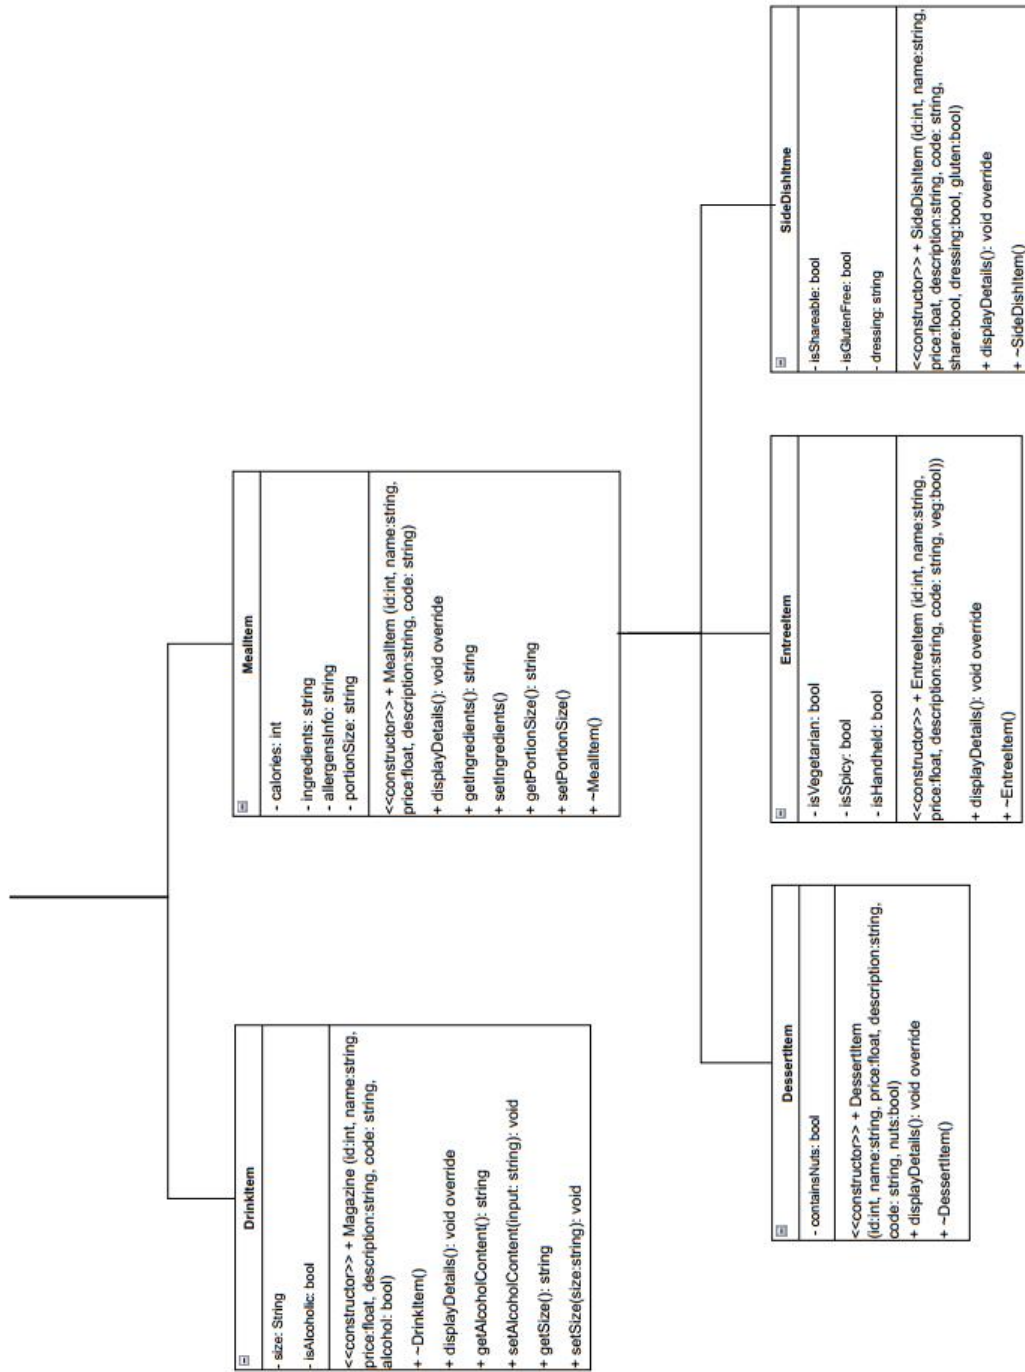 DrinkItem
- size: String
- isAlcoholic: bool
<<constructor>> + Magazine (id:int, name:string,
price:float, description:string, code: string,
alcohol: bool)
+ ~DrinkItem()
+ displayDetails(): void override
+ getAlcoholContent(): string
+ setAlcoholContent(input: string): void
+ getSize(): string
+ setSize(size:string): void
MealItem
- calories: int
- ingredients: string
- allergensInfo: string
- portionSize: string
<<constructor>> + MealItem (id:int, name:string,
price:float, description:string, code: string)
+ displayDetails(): void override
+ getIngredients(): string
+ setIngredients()
+ getPortionSize(): string
+ setPortionSize()
+ ~MealItem()
DessertItem
- containsNuts: bool
<<constructor>> + DessertItem
(id:int, name:string, price:float, description:string,
code: string, nuts:bool)
+ displayDetails(): void override
+ ~DessertItem()
EntreeItem
- isVegetarian: bool
- isSpicy: bool
- isHandheld: bool
<<constructor>> + EntreeItem (id:int, name:string,
price:float, description:string, code: string, veg:bool))
+ displayDetails(): void override
+ ~EntreeItem()
SideDishItme
- isShareable: bool
- isGlutenFree: bool
- dressing: string
<<constructor>> + SideDishItem (id:int, name:string,
price:float, description:string, code: string,
share:bool, dressing:bool, gluten:bool)
+ displayDetails(): void override
+ ~SideDishItem()